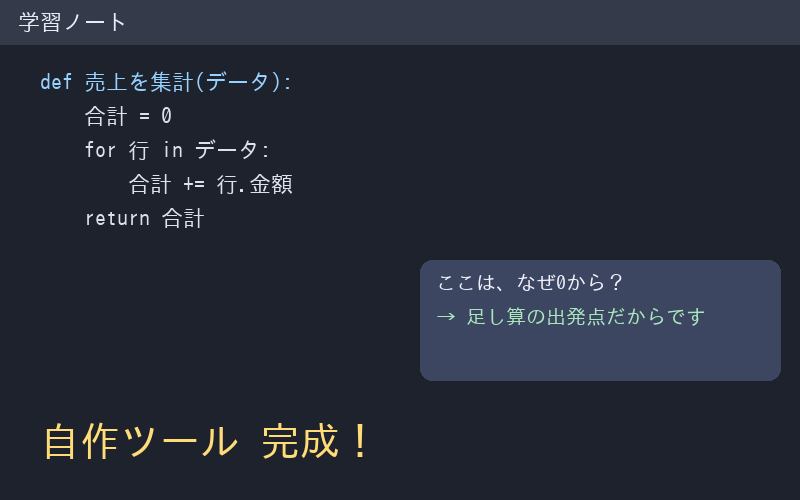 学習ノート
def 売上を集計(データ):
    合計 = 0
    for 行 in データ:
        合計 += 行.金額
    return 合計
ここは、なぜ0から？
→ 足し算の出発点だからです
自作ツール 完成！